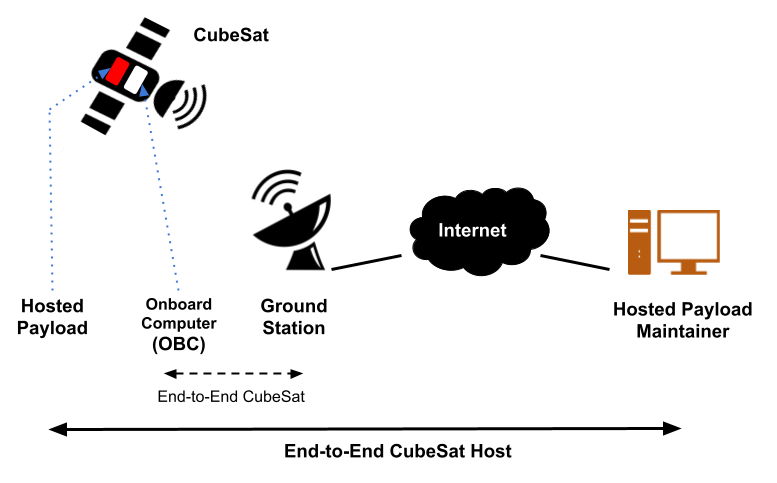 CubeSat
Internet
Hosted
Payload
Onboard
Computer
(OBC)
Ground
Station
Hosted Payload
Maintainer
End-to-End CubeSat
End-to-End CubeSat Host